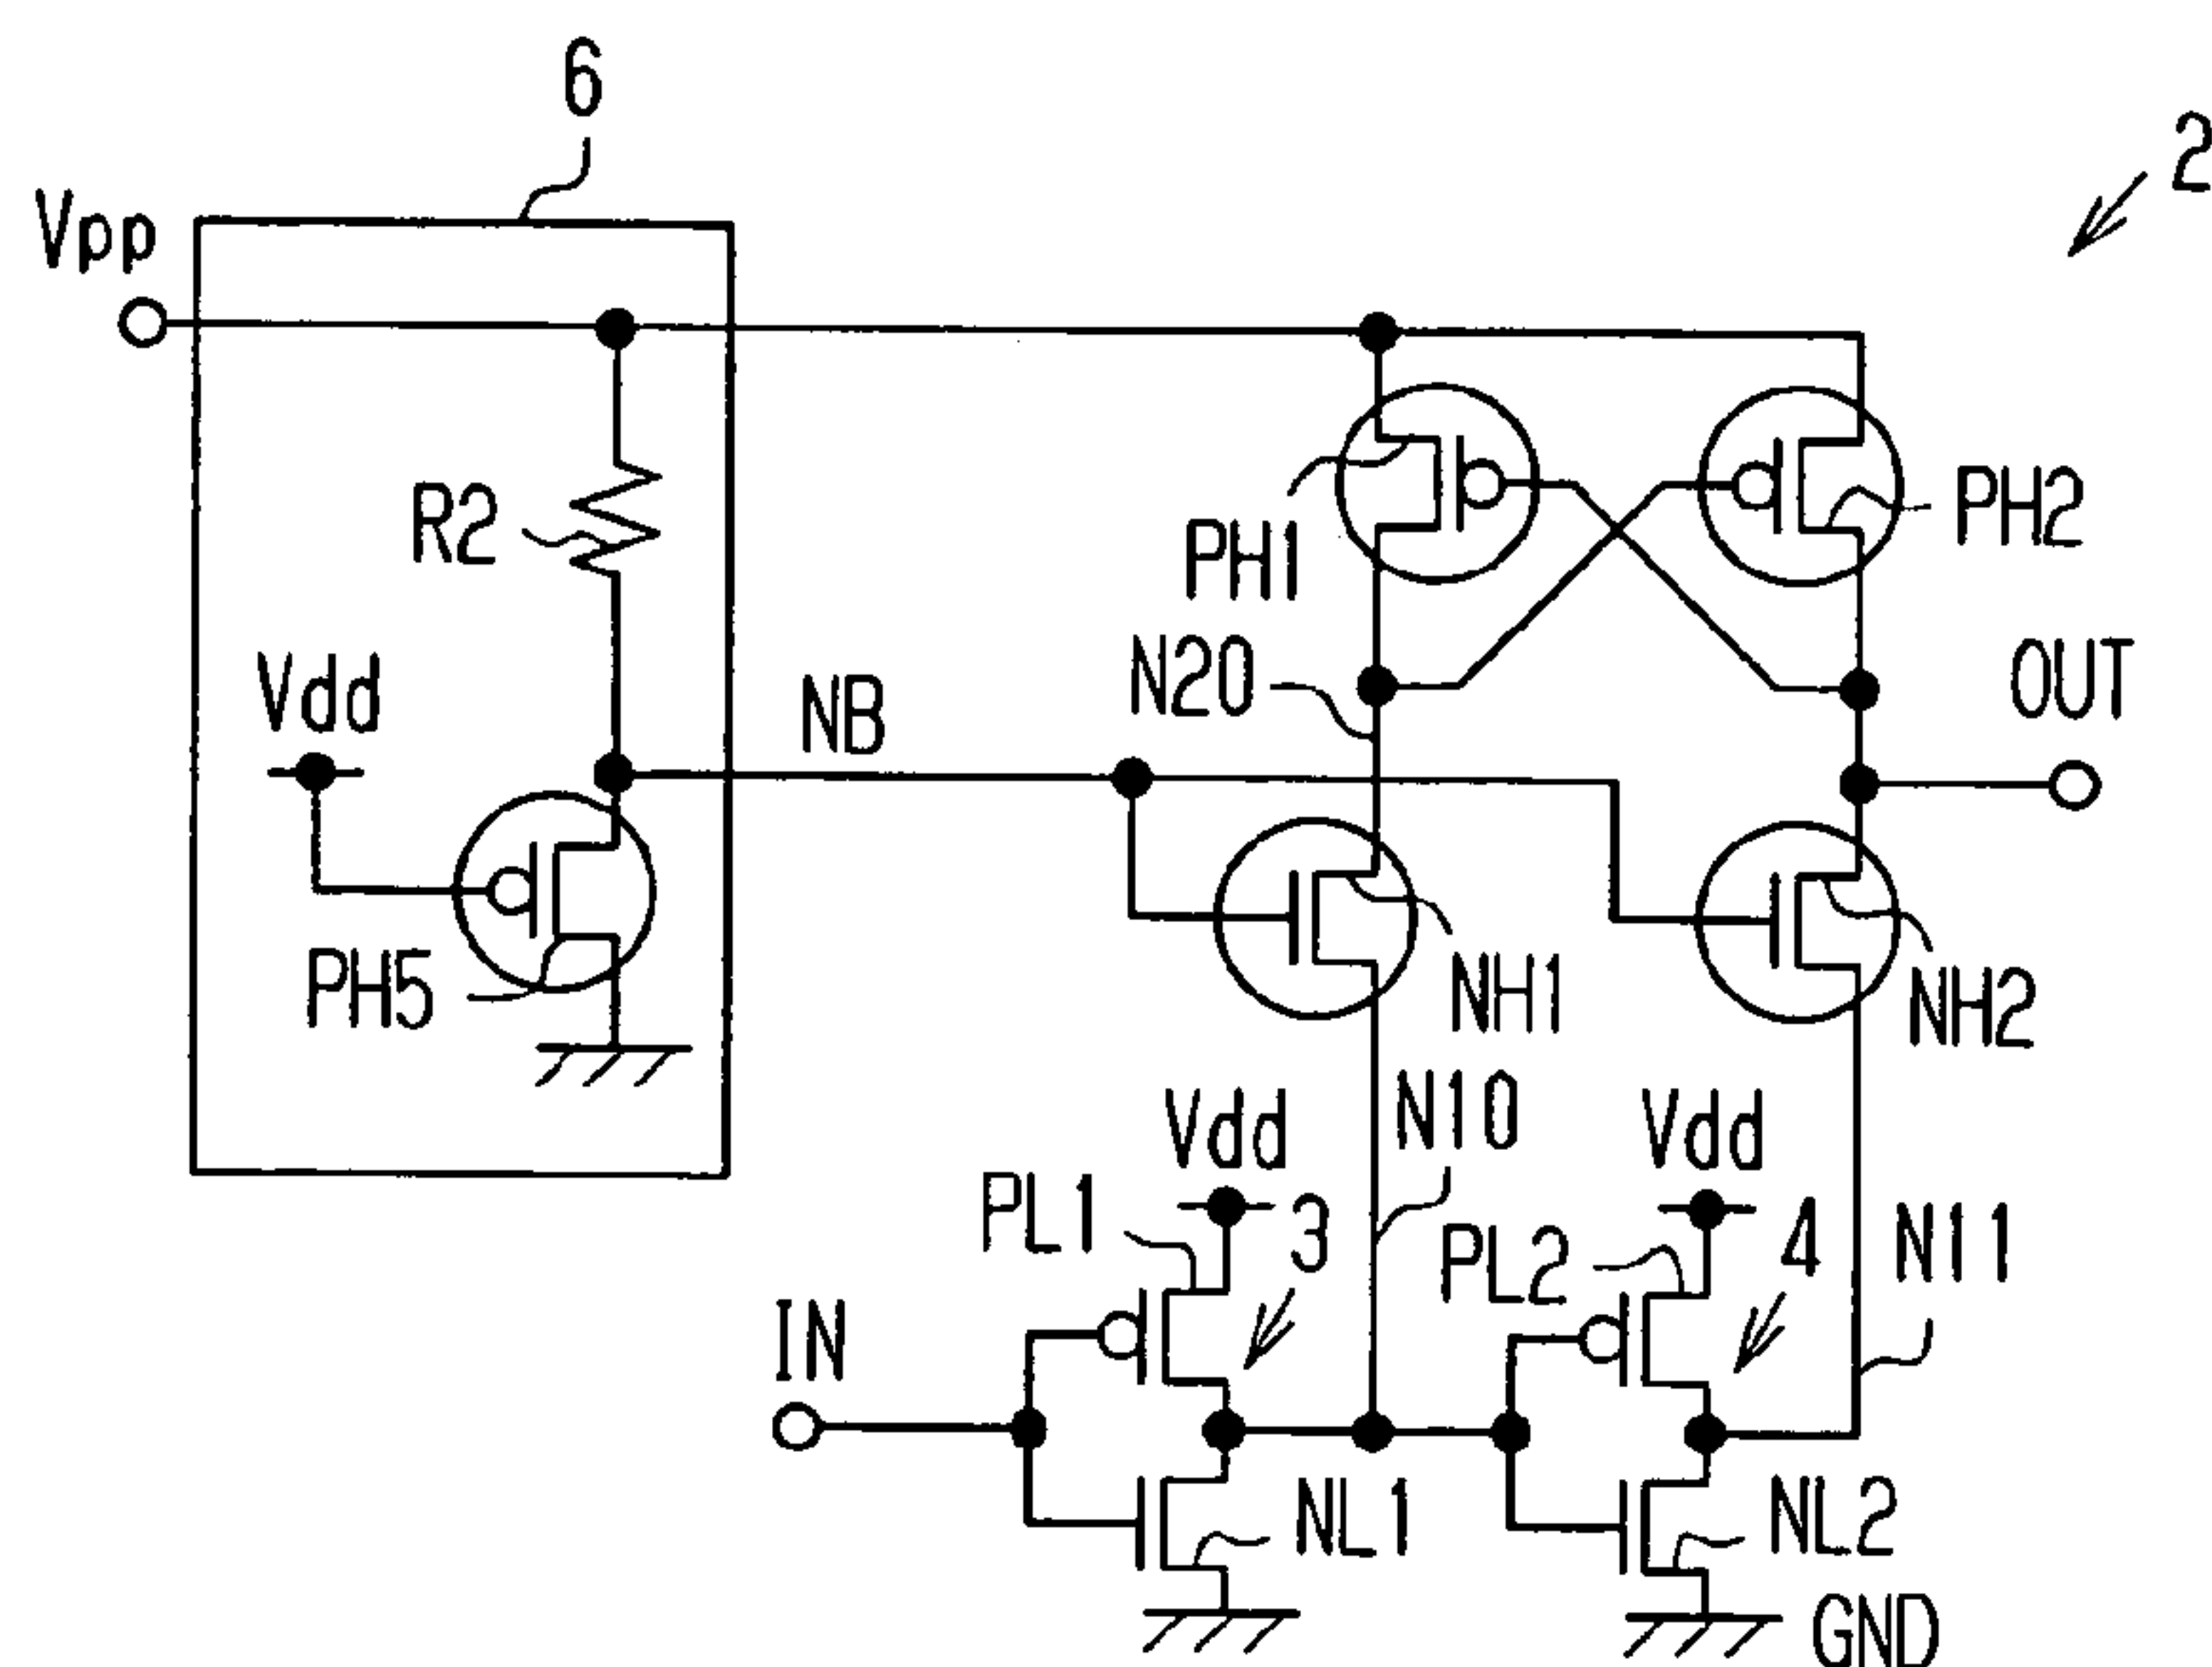 6
2
Vpp
R2
PH1
PH2
N20
OUT
Vdd
NB
PH5
NH1
NH2
N10
Vdd
Vdd
PL1
3
PL2
4
N11
IN
NL1
NL2
GND